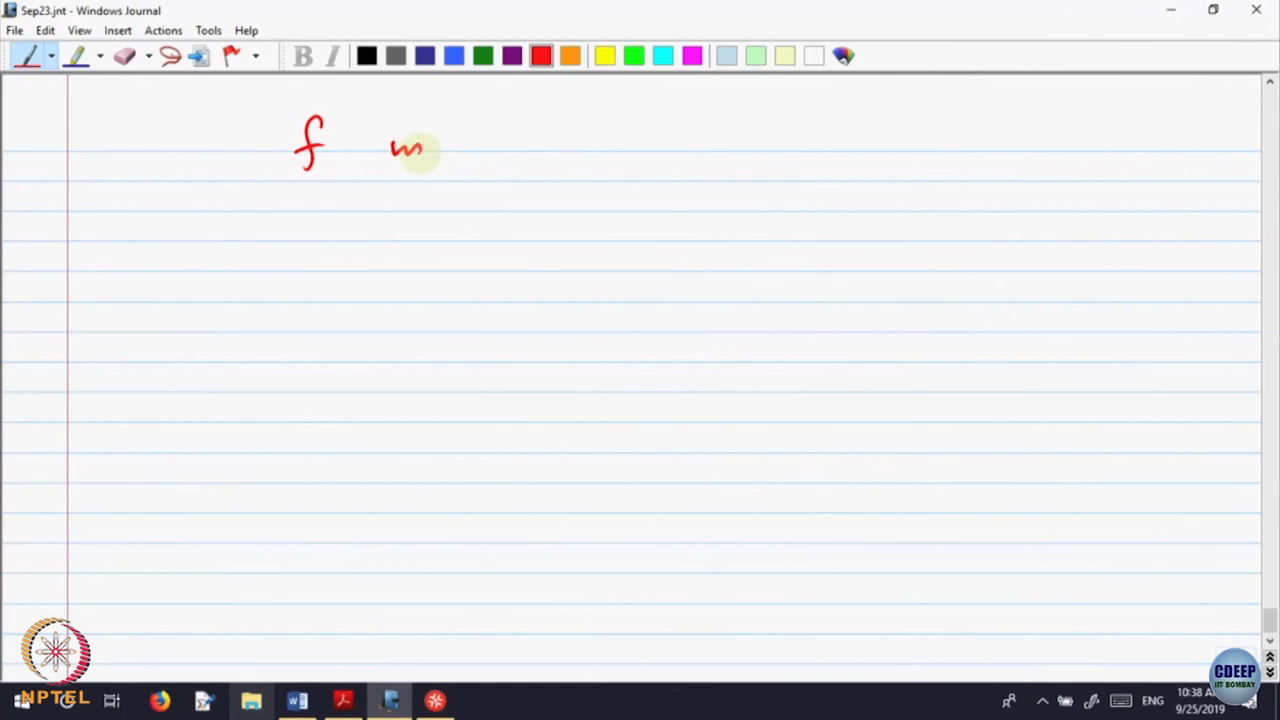 Sep23.jnt - Windows Journal
File Edit View Insert Actions Tools Help
B I
f m
NPTEL
CDEEP
IIT BOMBAY
ENG
10:38 A
9/25/2019